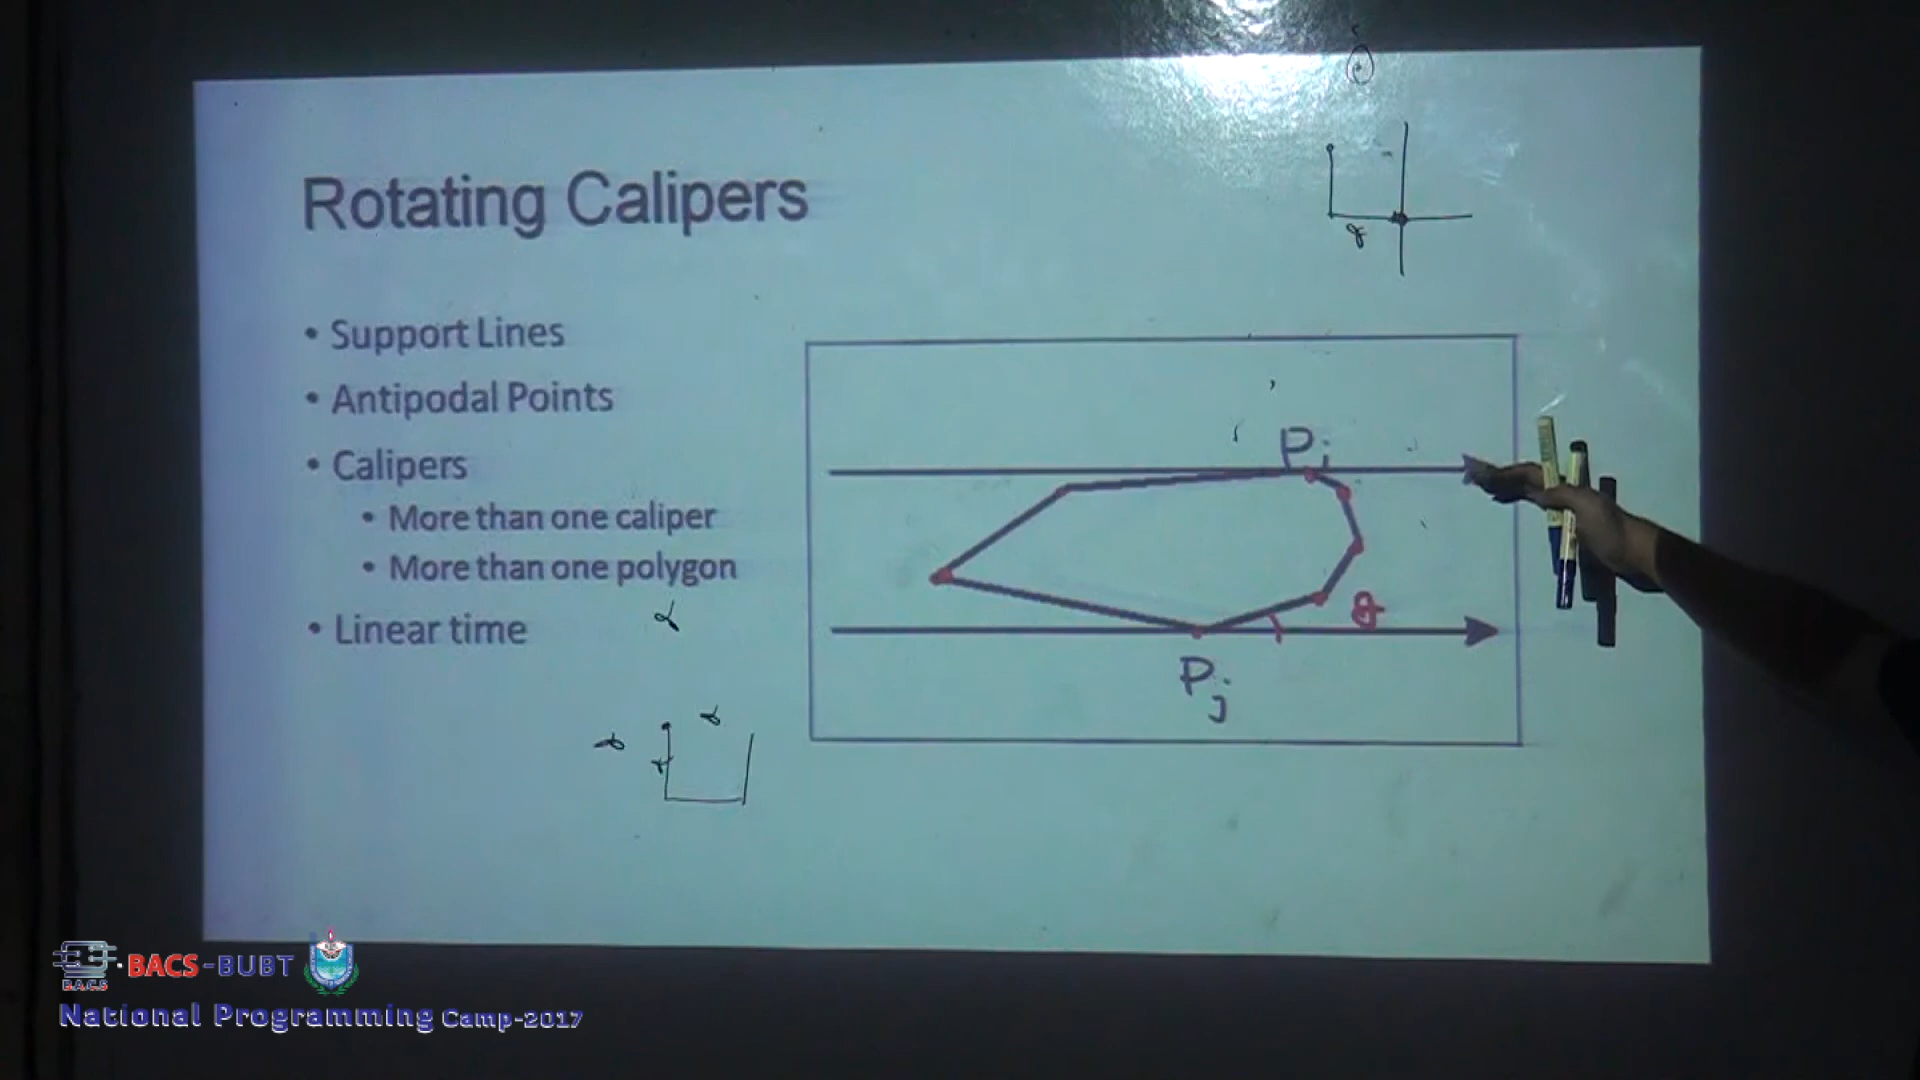 Rotating Calipers
• Support Lines
• Antipodal Points
• Calipers
• More than one caliper
• More than one polygon
• Linear time
Pi
θ
Pj
B.A.C.S
BACS-BUBT
National Programming Camp-2017